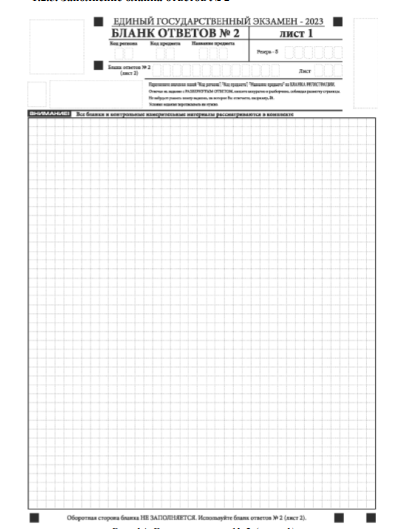 ЕДИНЫЙ ГОСУДАРСТВЕННЫЙ ЭКЗАМЕН - 2023
БЛАНК ОТВЕТОВ № 2 лист 1
Код региона Код предмета Название предмета
Резерв - 5
Бланк ответов № 2 Лист
(лист 2)
Перепишите значения полей "Код региона", "Код предмета", "Название предмета" из БЛАНКА РЕГИСТРАЦИИ.
Отвечая на задания с РАЗВЕРНУТЫМ ОТВЕТОМ, пишите аккуратно и разборчиво, соблюдая разметку страницы.
Не забудьте указать номер задания, на которое Вы отвечаете, например, 31.
Условия задания переписывать не нужно.
ВНИМАНИЕ! Все бланки и контрольные измерительные материалы рассматриваются в комплекте
Оборотная сторона бланка НЕ ЗАПОЛНЯЕТСЯ. Используйте бланк ответов № 2 (лист 2).